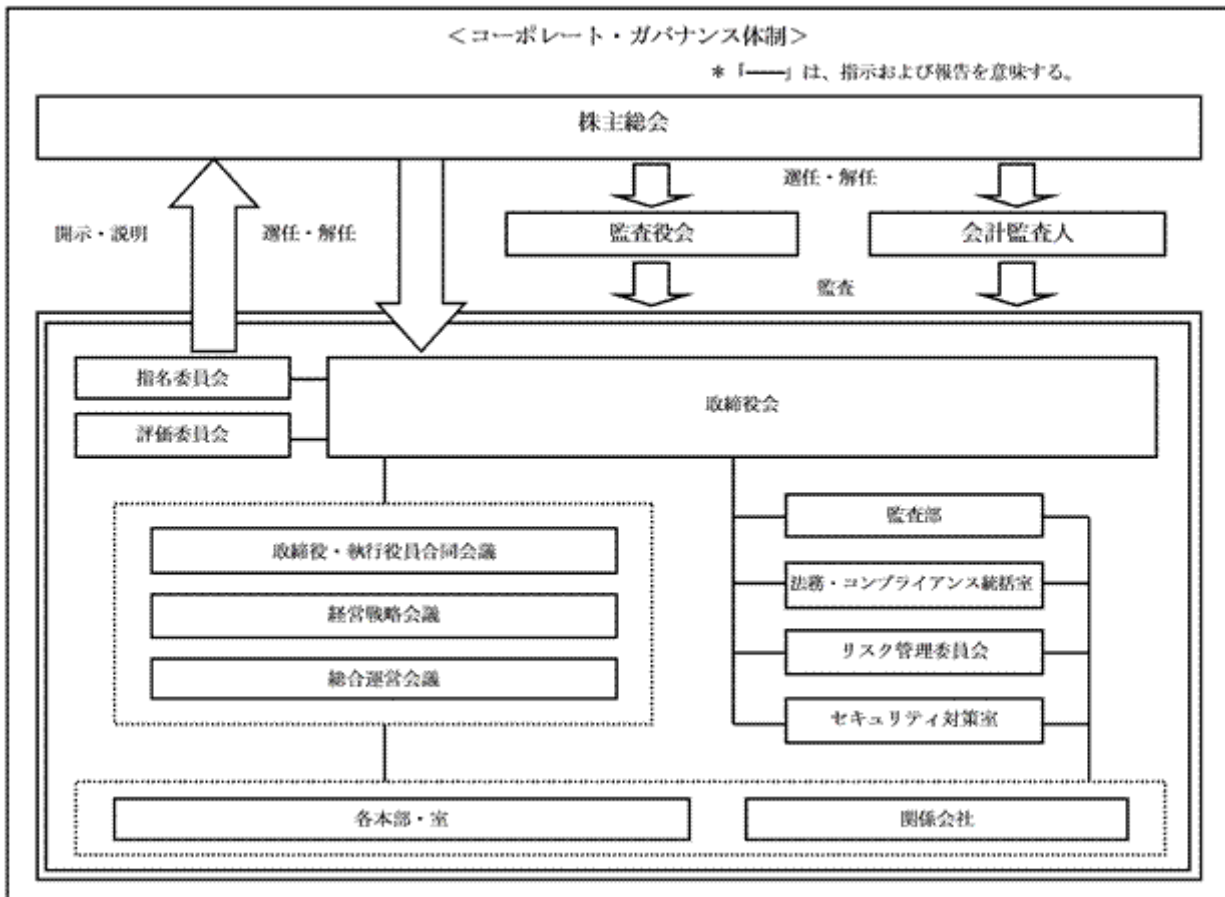 ＜コーポレート・ガバナンス体制＞
＊「――」は、指示および報告を意味する。
株主総会
選任・解任
開示・説明
選任・解任
監査役会
会計監査人
監査
指名委員会
取締役会
評価委員会
監査部
取締役・執行役員合同会議
法務・コンプライアンス統括室
経営戦略会議
リスク管理委員会
総合運営会議
セキュリティ対策室
各本部・室
関係会社